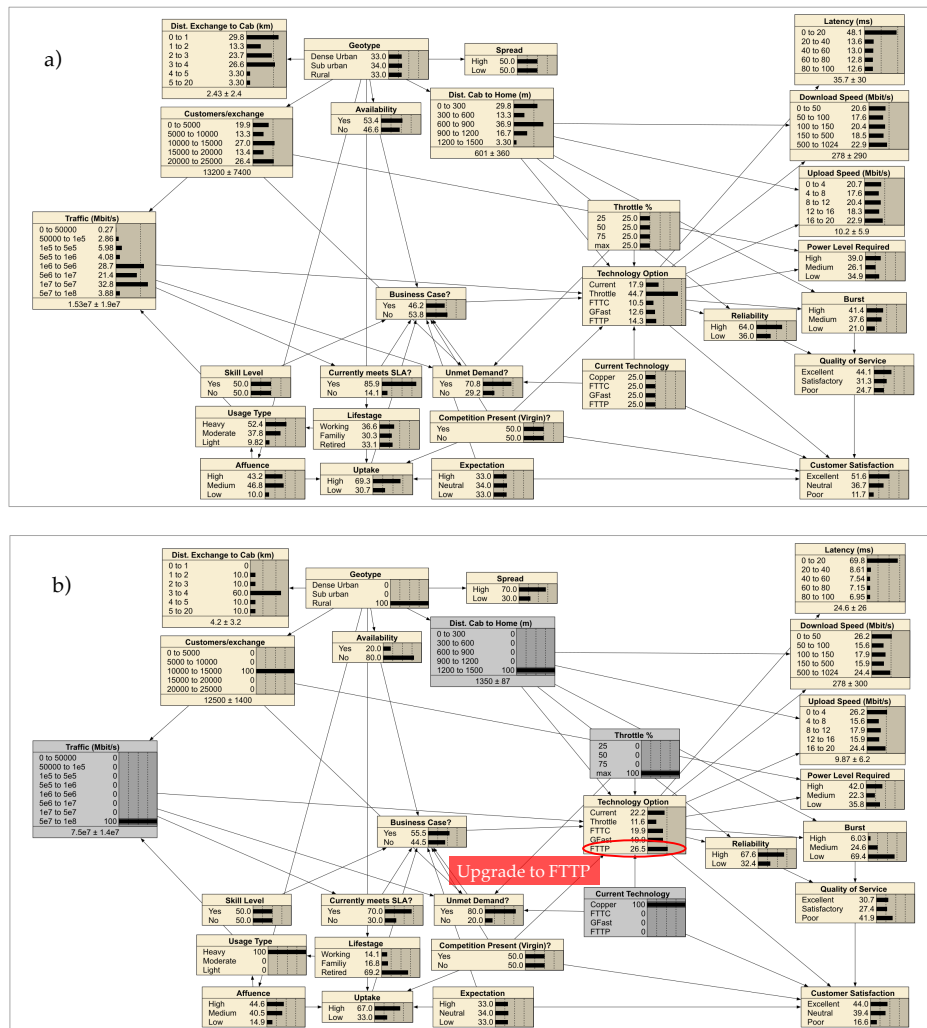 a)
Dist. Exchange to Cab (km)
0 to 1 29.8
1 to 2 13.3
2 to 3 23.7
3 to 4 26.6
4 to 5 3.30
5 to 20 3.30
2.43 ± 2.4
Geotype
Dense Urban 33.0
Sub urban 34.0
Rural 33.0
Spread
High 50.0
Low 50.0
Latency (ms)
0 to 20 48.1
20 to 40 13.6
40 to 60 13.0
60 to 80 12.8
80 to 100 12.6
35.7 ± 30
Customers/exchange
0 to 5000 19.9
5000 to 10000 13.3
10000 to 15000 27.0
15000 to 20000 13.4
20000 to 25000 26.4
13200 ± 7400
Availability
Yes 53.4
No 46.6
Dist. Cab to Home (m)
0 to 300 29.8
300 to 600 13.3
600 to 900 36.9
900 to 1200 16.7
1200 to 1500 3.30
601 ± 360
Download Speed (Mbit/s)
0 to 50 20.6
50 to 100 17.6
100 to 150 20.4
150 to 500 18.5
500 to 1024 22.9
278 ± 290
Upload Speed (Mbit/s)
0 to 4 20.7
4 to 8 17.6
8 to 12 20.4
12 to 16 18.3
16 to 20 22.9
10.2 ± 5.9
Traffic (Mbit/s)
0 to 50000 0.27
50000 to 1e5 2.86
1e5 to 5e5 5.98
5e5 to 1e6 4.08
1e6 to 5e6 28.7
5e6 to 1e7 21.4
1e7 to 5e7 32.8
5e7 to 1e8 3.88
1.53e7 ± 1.9e7
Throttle %
25 25.0
50 25.0
75 25.0
max 25.0
Power Level Required
High 39.0
Medium 26.1
Low 34.9
Business Case?
Yes 46.2
No 53.8
Technology Option
Current 17.9
Throttle 44.7
FTTC 10.5
GFast 12.6
FTTP 14.3
Reliability
High 64.0
Low 36.0
Burst
High 41.4
Medium 37.6
Low 21.0
Skill Level
Yes 50.0
No 50.0
Currently meets SLA?
Yes 85.9
No 14.1
Unmet Demand?
Yes 70.8
No 29.2
Current Technology
Copper 25.0
FTTC 25.0
GFast 25.0
FTTP 25.0
Quality of Service
Excellent 44.1
Satisfactory 31.3
Poor 24.7
Usage Type
Heavy 52.4
Moderate 37.8
Light 9.82
Lifestage
Working 36.6
Familiy 30.3
Retired 33.1
Competition Present (Virgin)?
Yes 50.0
No 50.0
Affuence
High 43.2
Medium 46.8
Low 10.0
Uptake
High 69.3
Low 30.7
Expectation
High 33.0
Neutral 34.0
Low 33.0
Customer Satisfaction
Excellent 51.6
Neutral 36.7
Poor 11.7
b)
Dist. Exchange to Cab (km)
0 to 1 0
1 to 2 10.0
2 to 3 10.0
3 to 4 60.0
4 to 5 10.0
5 to 20 10.0
4.2 ± 3.2
Geotype
Dense Urban 0
Sub urban 0
Rural 100
Spread
High 70.0
Low 30.0
Latency (ms)
0 to 20 69.8
20 to 40 8.61
40 to 60 7.54
60 to 80 7.15
80 to 100 6.95
24.6 ± 26
Customers/exchange
0 to 5000 0
5000 to 10000 0
10000 to 15000 100
15000 to 20000 0
20000 to 25000 0
12500 ± 1400
Availability
Yes 20.0
No 80.0
Dist. Cab to Home (m)
0 to 300 0
300 to 600 0
600 to 900 0
900 to 1200 0
1200 to 1500 100
1350 ± 87
Download Speed (Mbit/s)
0 to 50 26.2
50 to 100 15.6
100 to 150 17.9
150 to 500 15.9
500 to 1024 24.4
278 ± 300
Upload Speed (Mbit/s)
0 to 4 26.2
4 to 8 15.6
8 to 12 17.9
12 to 16 15.9
16 to 20 24.4
9.87 ± 6.2
Traffic (Mbit/s)
0 to 50000 0
50000 to 1e5 0
1e5 to 5e5 0
5e5 to 1e6 0
1e6 to 5e6 0
5e6 to 1e7 0
1e7 to 5e7 0
5e7 to 1e8 100
7.5e7 ± 1.4e7
Throttle %
25 0
50 0
75 0
max 100
Power Level Required
High 42.0
Medium 22.3
Low 35.8
Business Case?
Yes 55.5
No 44.5
Technology Option
Current 22.2
Throttle 11.6
FTTC 19.9
GFast
FTTP 26.5
Upgrade to FTTP
Reliability
High 67.6
Low 32.4
Burst
High 6.03
Medium 24.6
Low 69.4
Skill Level
Yes 50.0
No 50.0
Currently meets SLA?
Yes 70.0
No 30.0
Unmet Demand?
Yes 80.0
No 20.0
Current Technology
Copper 100
FTTC 0
GFast 0
FTTP 0
Quality of Service
Excellent 30.7
Satisfactory 27.4
Poor 41.9
Usage Type
Heavy 100
Moderate 0
Light 0
Lifestage
Working 14.1
Familiy 16.8
Retired 69.2
Competition Present (Virgin)?
Yes 50.0
No 50.0
Affuence
High 44.6
Medium 40.5
Low 14.9
Uptake
High 67.0
Low 33.0
Expectation
High 33.0
Neutral 34.0
Low 33.0
Customer Satisfaction
Excellent 44.0
Neutral 39.4
Poor 16.6